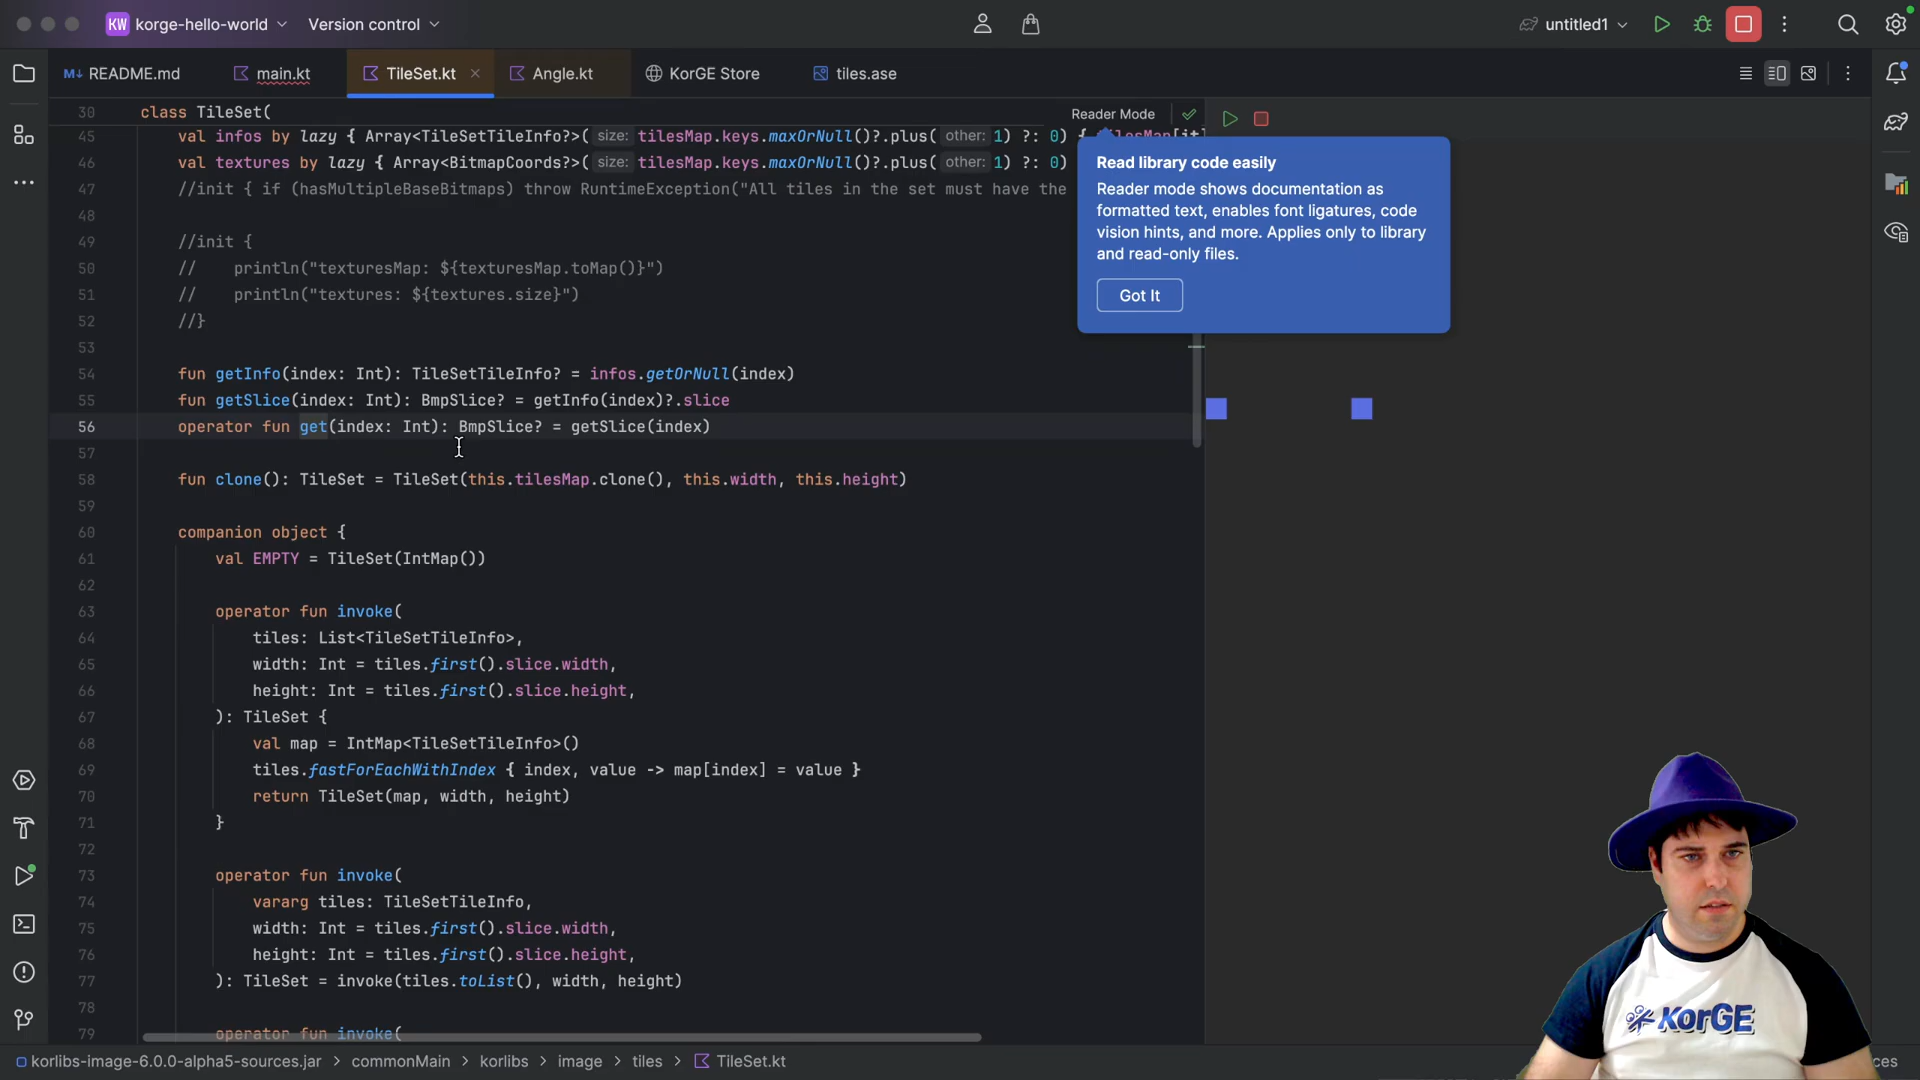 KW korge-hello-world Version control untitled1
README.md main.kt TileSet.kt Angle.kt KorGE Store tiles.ase
30 class TileSet(
Reader Mode
45 val infos by lazy { Array<TileSetTileInfo?>( size: tilesMap.keys.maxOrNull()?.plus( other: 1) ?: 0) { tilesMap[it]
46 val textures by lazy { Array<BitmapCoords?>( size: tilesMap.keys.maxOrNull()?.plus( other: 1) ?: 0)
47 //init { if (hasMultipleBaseBitmaps) throw RuntimeException("All tiles in the set must have the
48
49 //init {
50 // println("texturesMap: ${texturesMap.toMap()}")
51 // println("textures: ${textures.size}")
52 //}
53
Read library code easily
Reader mode shows documentation as
formatted text, enables font ligatures, code
vision hints, and more. Applies only to library
and read-only files.
Got It
54 fun getInfo(index: Int): TileSetTileInfo? = infos.getOrNull(index)
55 fun getSlice(index: Int): BmpSlice? = getInfo(index)?.slice
56 operator fun get(index: Int): BmpSlice? = getSlice(index)
57
58 fun clone(): TileSet = TileSet(this.tilesMap.clone(), this.width, this.height)
59
60 companion object {
61 val EMPTY = TileSet(IntMap())
62
63 operator fun invoke(
64 tiles: List<TileSetTileInfo>,
65 width: Int = tiles.first().slice.width,
66 height: Int = tiles.first().slice.height,
67 ): TileSet {
68 val map = IntMap<TileSetTileInfo>()
69 tiles.fastForEachWithIndex { index, value -> map[index] = value }
70 return TileSet(map, width, height)
71 }
72
73 operator fun invoke(
74 vararg tiles: TileSetTileInfo,
75 width: Int = tiles.first().slice.width,
76 height: Int = tiles.first().slice.height,
77 ): TileSet = invoke(tiles.toList(), width, height)
78
79 operator fun invoke(
KorGE
korlibs-image-6.0.0-alpha5-sources.jar > commonMain > korlibs > image > tiles > TileSet.kt